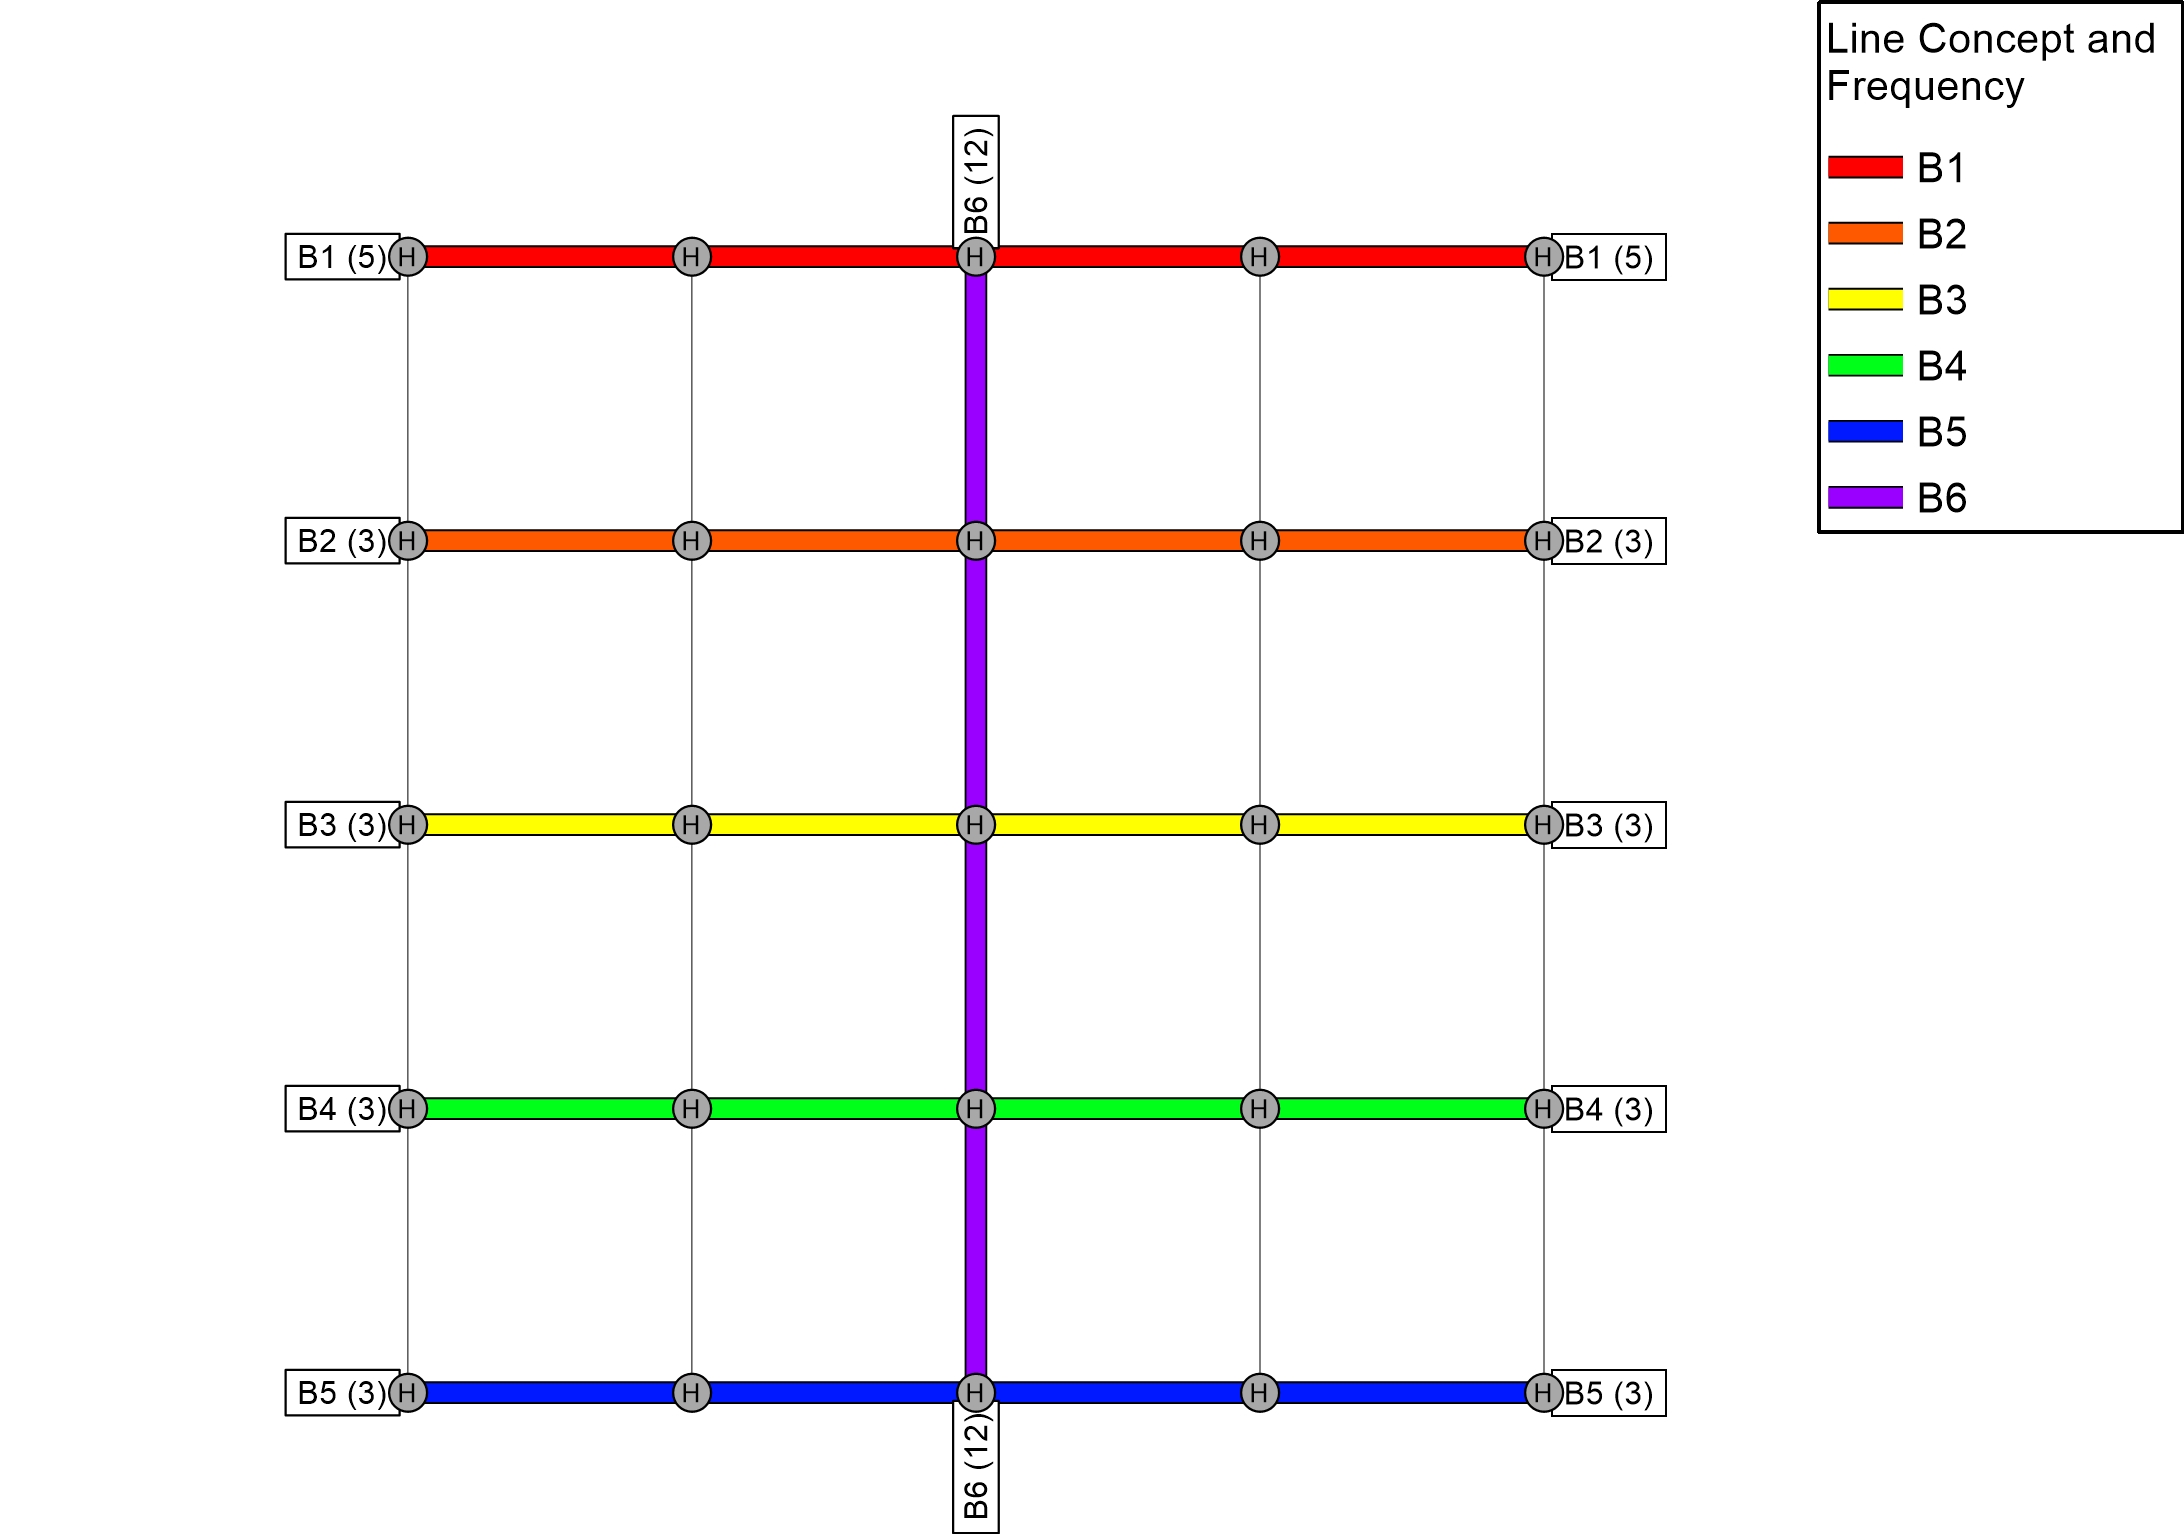 Line Concept and
Frequency
B1
B2
B3
B4
B5
B6
B6 (12)
B1 (5) H H H H H B1 (5)
B2 (3) H H H H H B2 (3)
B3 (3) H H H H H B3 (3)
B4 (3) H H H H H B4 (3)
B5 (3) H H H H H B5 (3)
B6 (12)